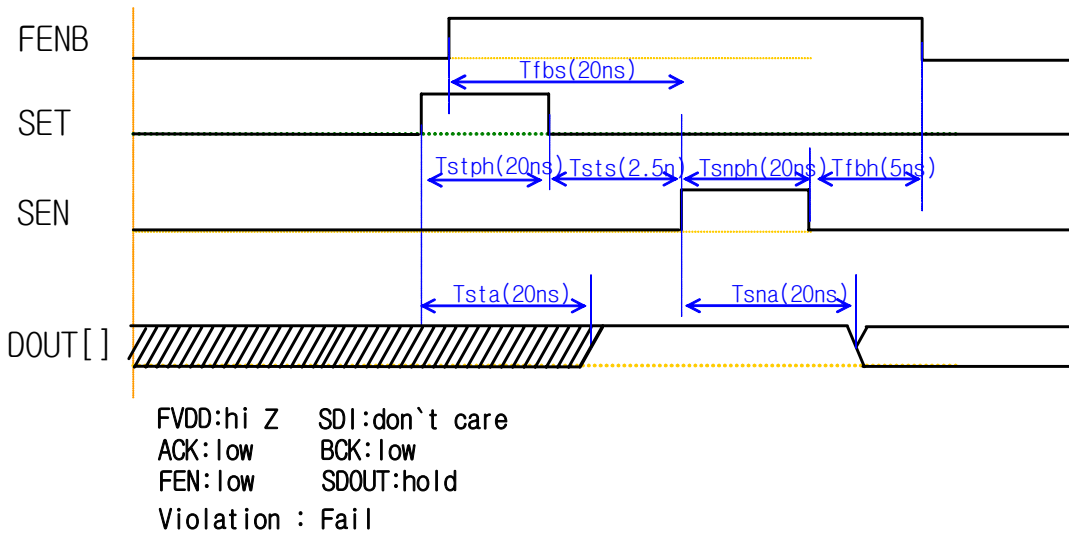 FENB
Tfbs(20ns)
SET
Tstph(20ns) Tsts(2.5n) Tsnph(20ns) Tfbh(5ns)
SEN
Tsta(20ns) Tsna(20ns)
DOUT[]
FVDD:hi Z SDI:don`t care
ACK:low BCK:low
FEN:low SDOUT:hold
Violation : Fail